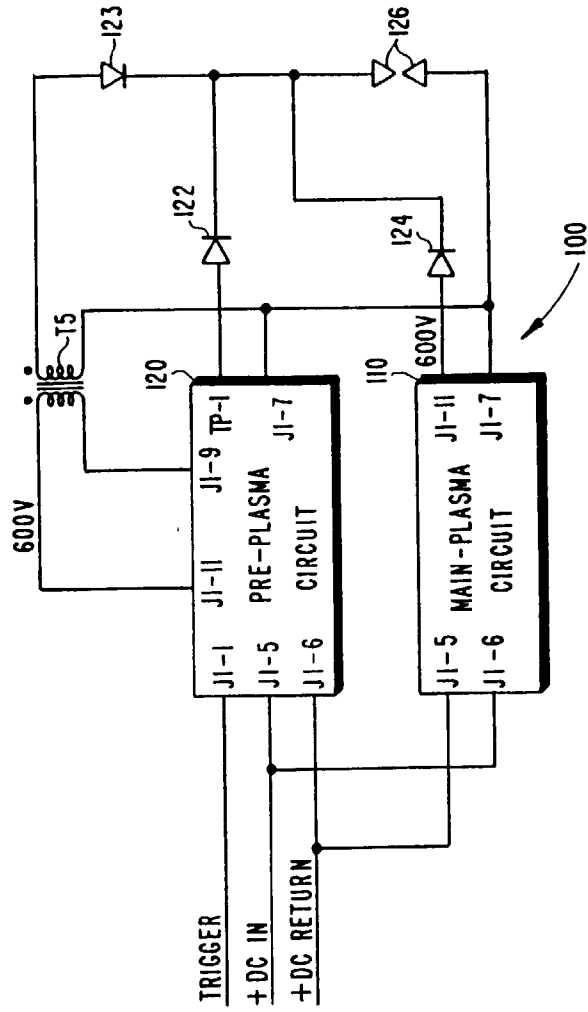 600V
T5
123
122
120
J1-11
J1-9
TP-1
J1-1
PRE-PLASMA
CIRCUIT
J1-5
J1-7
J1-6
TRIGGER
+DC IN
+DC RETURN
126
124
600V
110
J1-5
MAIN-PLASMA
CIRCUIT
J1-11
J1-6
J1-7
100